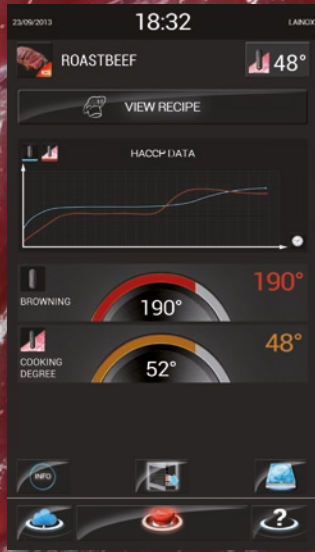 23/09/2013 18:32 LAINOX
ROASTBEEF 48°
VIEW RECIPE
HACCP DATA
BROWNING 190° 190°
COOKING DEGREE 52° 48°
INFO
?